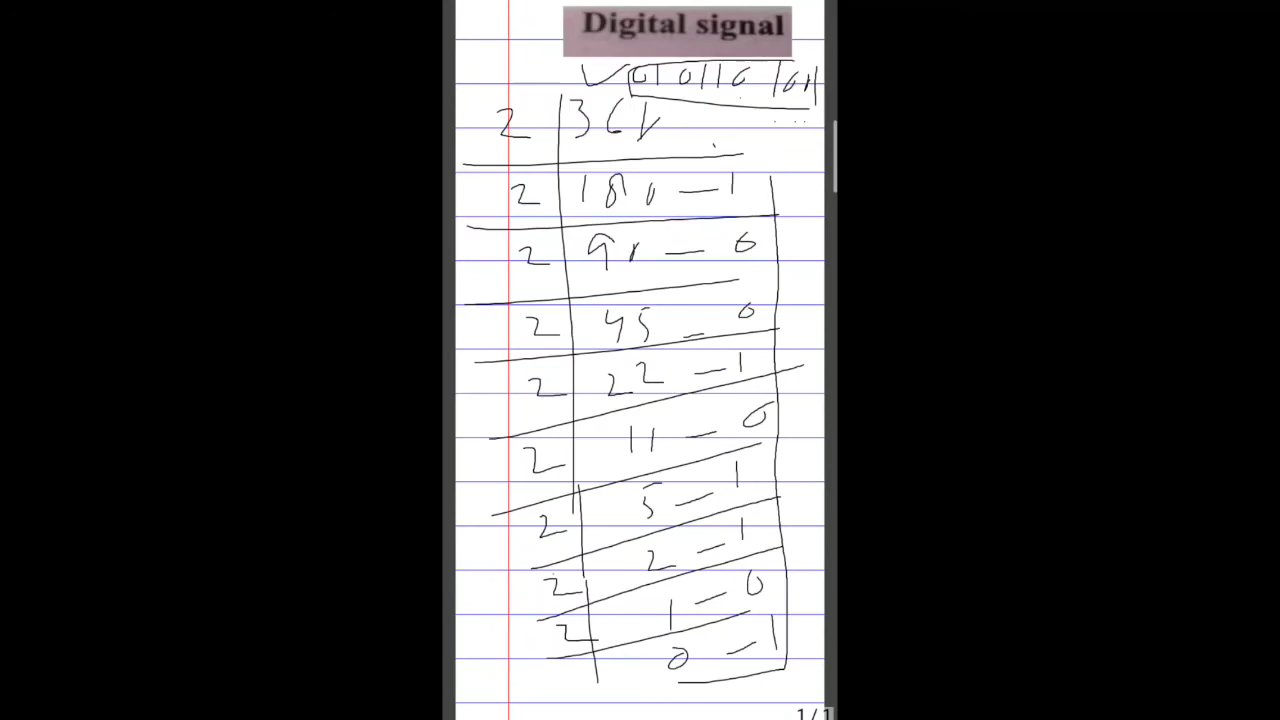 Digital signal
2 361
2 180 - 1
2 90 - 0
2 45 - 0
2 22 - 1
2 11 - 0
2 5 - 1
2 2 - 1
2 1 - 0
0 - 1
1/1